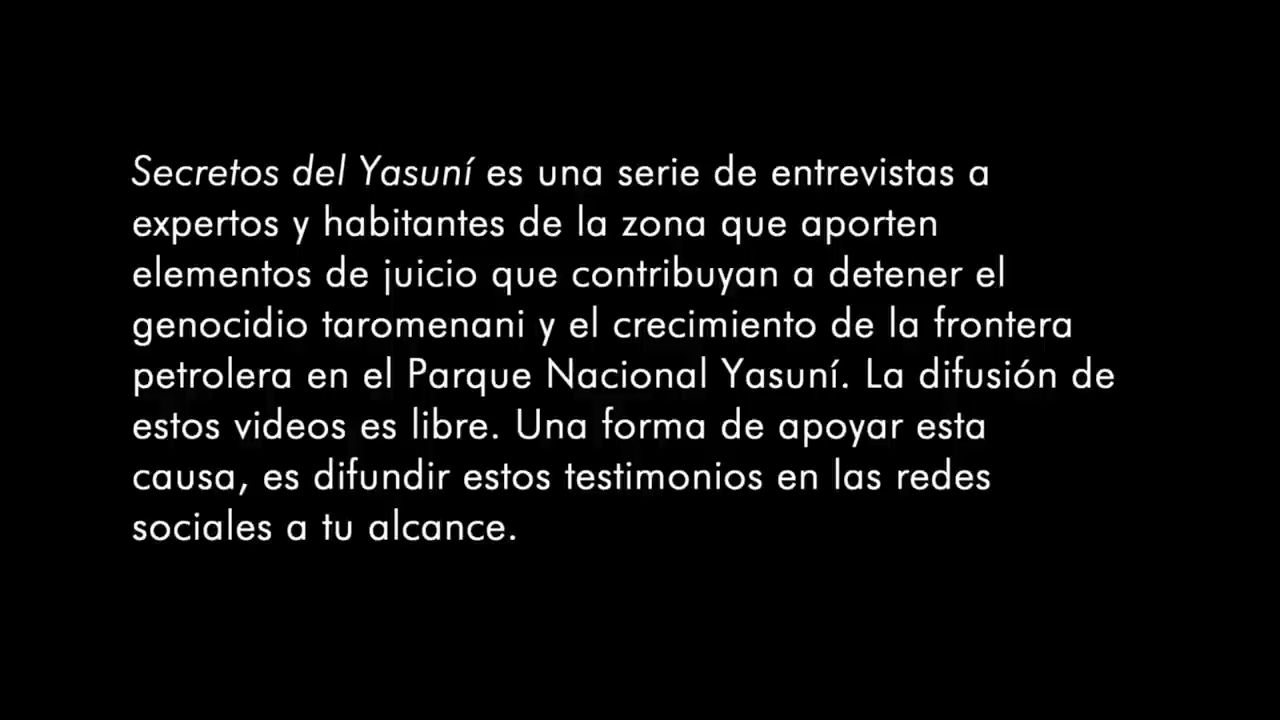 Secretos del Yasuní es una serie de entrevistas a
expertos y habitantes de la zona que aporten
elementos de juicio que contribuyan a detener el
genocidio taromenani y el crecimiento de la frontera
petrolera en el Parque Nacional Yasuní. La difusión de
estos videos es libre. Una forma de apoyar esta
causa, es difundir estos testimonios en las redes
sociales a tu alcance.